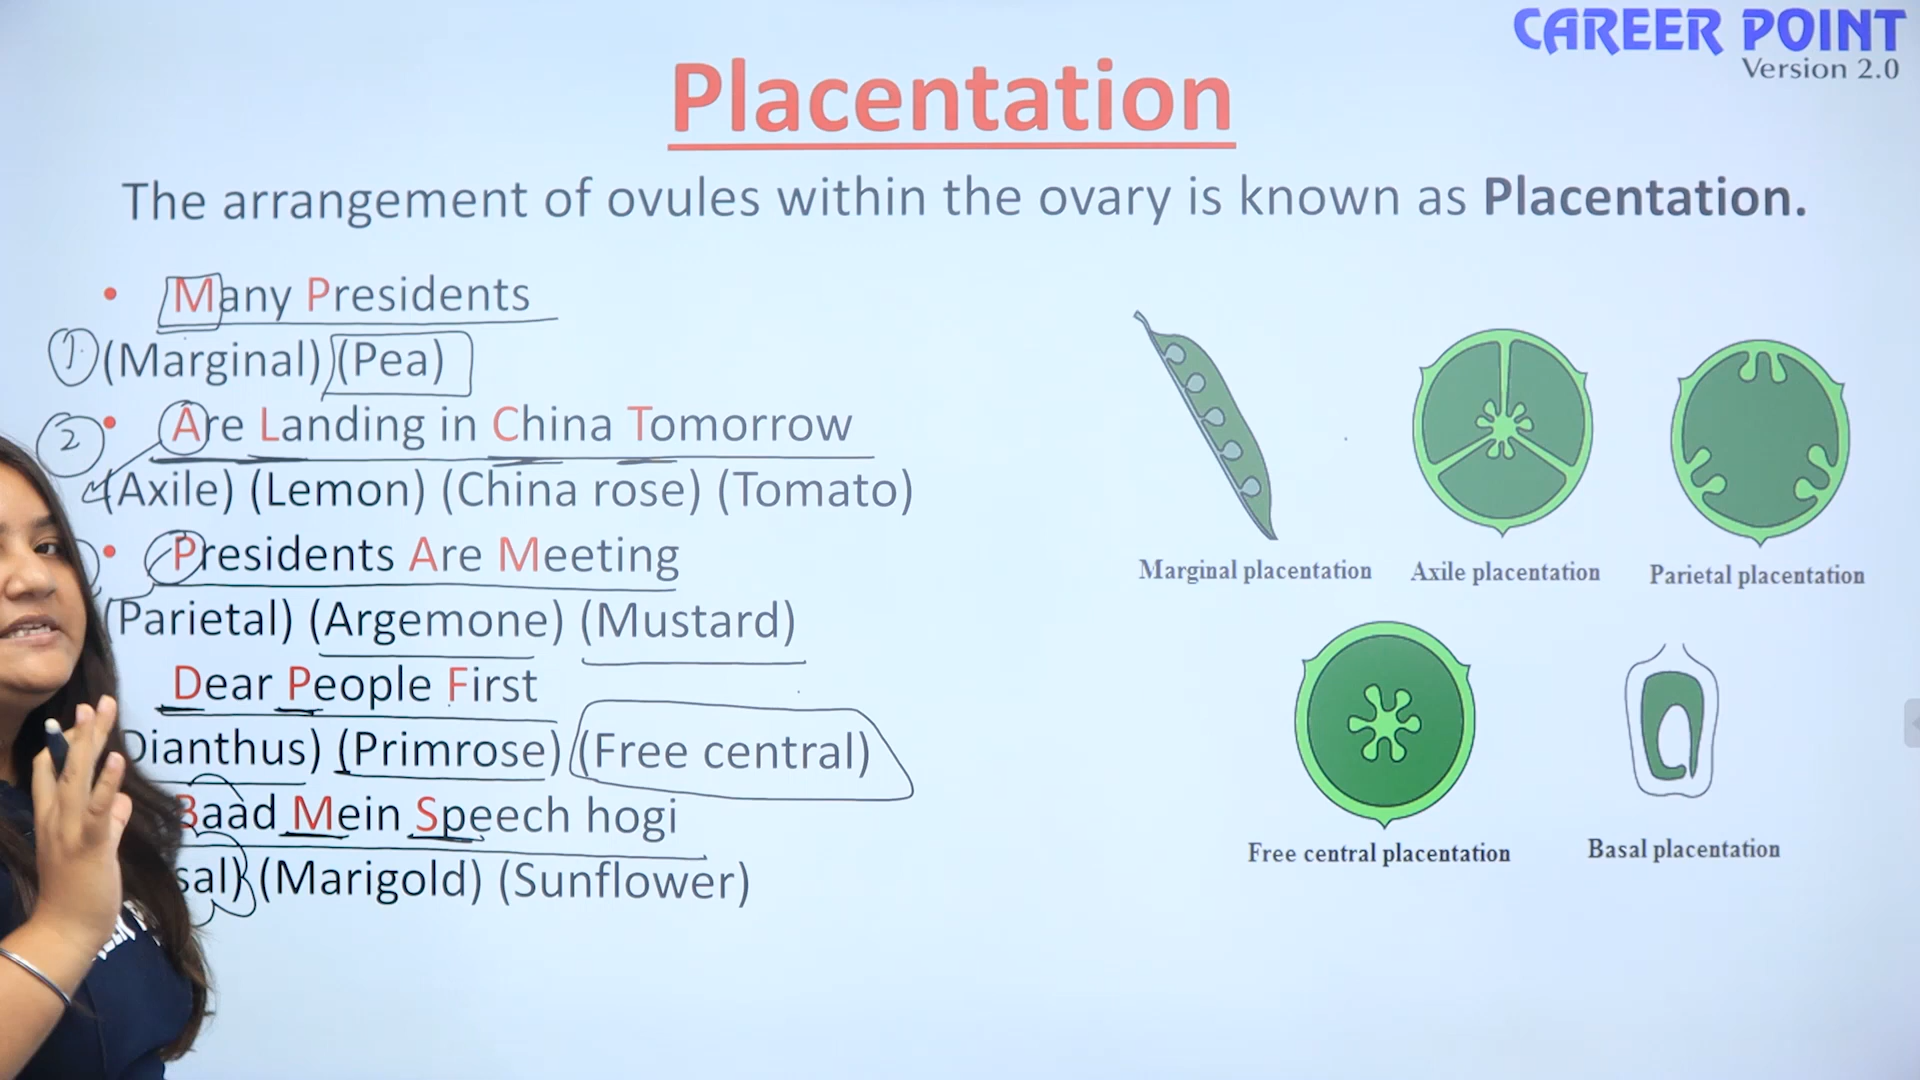 CAREER POINT
Version 2.0
Placentation
The arrangement of ovules within the ovary is known as Placentation.
• Many Presidents
1. (Marginal) (Pea)
2 • Are Landing in China Tomorrow
(Axile) (Lemon) (China rose) (Tomato)
• Presidents Are Meeting
(Parietal) (Argemone) (Mustard)
Dear People First
Dianthus) (Primrose) (Free central)
Baad Mein Speech hogi
sal) (Marigold) (Sunflower)
Marginal placentation
Axile placentation
Parietal placentation
Free central placentation
Basal placentation